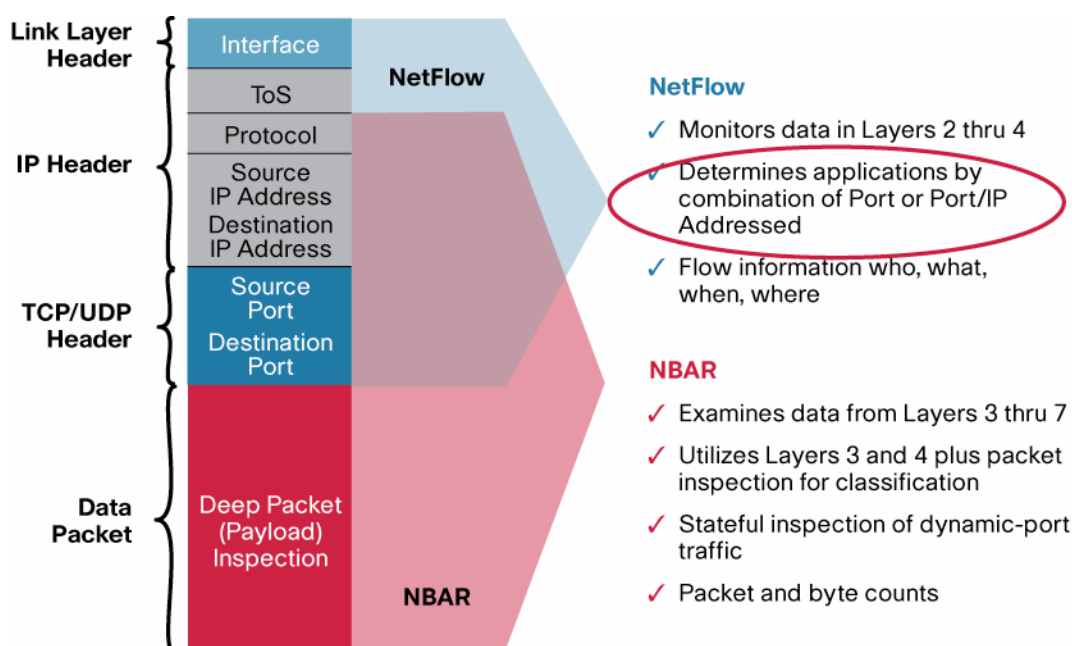 Link Layer
Header
IP Header
TCP/UDP
Header
Data
Packet
Interface
ToS
Protocol
Source
IP Address
Destination
IP Address
Source
Port
Destination
Port
Deep Packet
(Payload)
Inspection
NetFlow
NBAR
NetFlow
✓ Monitors data in Layers 2 thru 4
✓ Determines applications by
combination of Port or Port/IP
Addressed
✓ Flow information who, what,
when, where
NBAR
✓ Examines data from Layers 3 thru 7
✓ Utilizes Layers 3 and 4 plus packet
inspection for classification
✓ Stateful inspection of dynamic-port
traffic
✓ Packet and byte counts